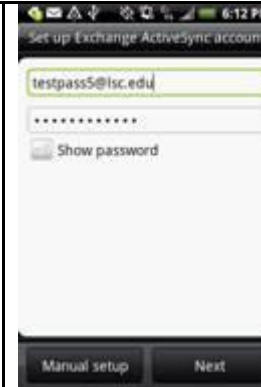 6:12 P
Set up Exchange ActiveSync accoun
testpass5@lsc.edu
••••••••••••
Show password
Manual setup Next